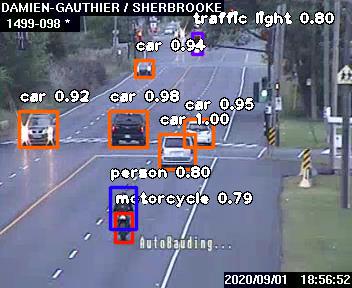 DAMIEN-GAUTHIER / SHERBROOKE
1499-098 *
traffic light 0.80
car 0.94
car 0.92
car 0.98
car 0.95
car 1.00
person 0.80
motorcycle 0.79
AutoBauding...
2020/09/01 18:56:52